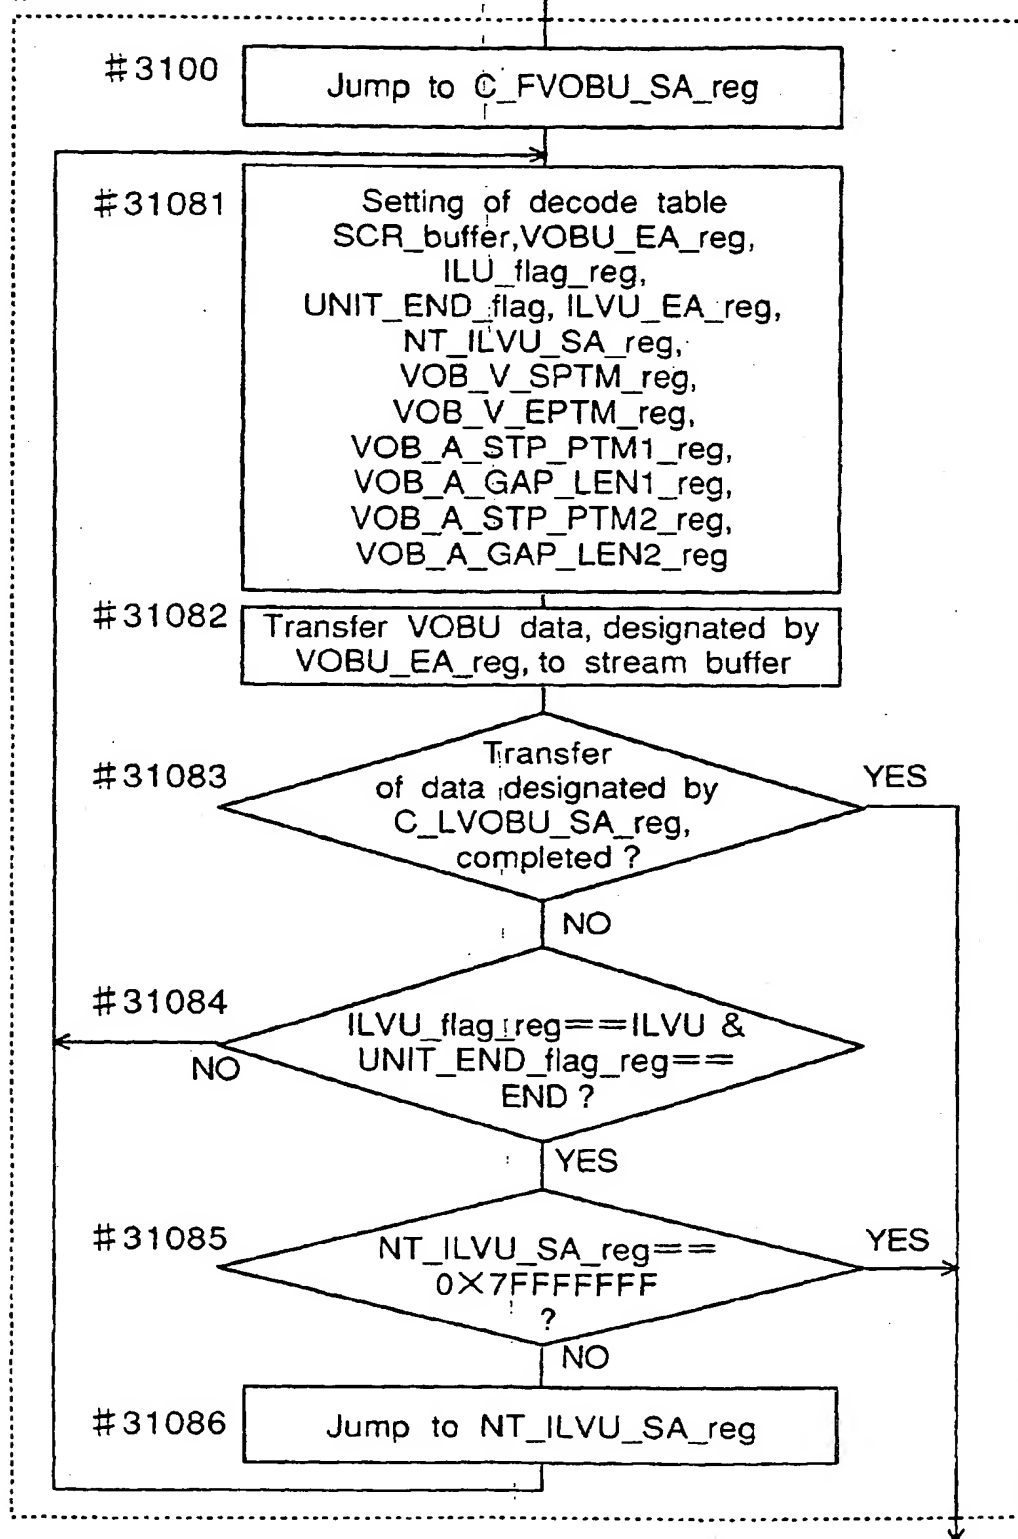 #3100
Jump to C_FVOBU_SA_reg
#31081
Setting of decode table
SCR_buffer,VOBU_EA_reg,
ILU_flag_reg,
UNIT_END_flag, ILVU_EA_reg,
NT_ILVU_SA_reg,
VOB_V_SPTM_reg,
VOB_V_EPTM_reg,
VOB_A_STP_PTM1_reg,
VOB_A_GAP_LEN1_reg,
VOB_A_STP_PTM2_reg,
VOB_A_GAP_LEN2_reg
#31082
Transfer VOBU data, designated by
VOBU_EA_reg, to stream buffer
#31083
Transfer
of data designated by
C_LVOBU_SA_reg,
completed ?
YES
NO
#31084
ILVU_flag_reg==ILVU &
UNIT_END_flag_reg==
END ?
NO
YES
#31085
NT_ILVU_SA_reg==
0X7FFFFFFF
?
YES
NO
#31086
Jump to NT_ILVU_SA_reg